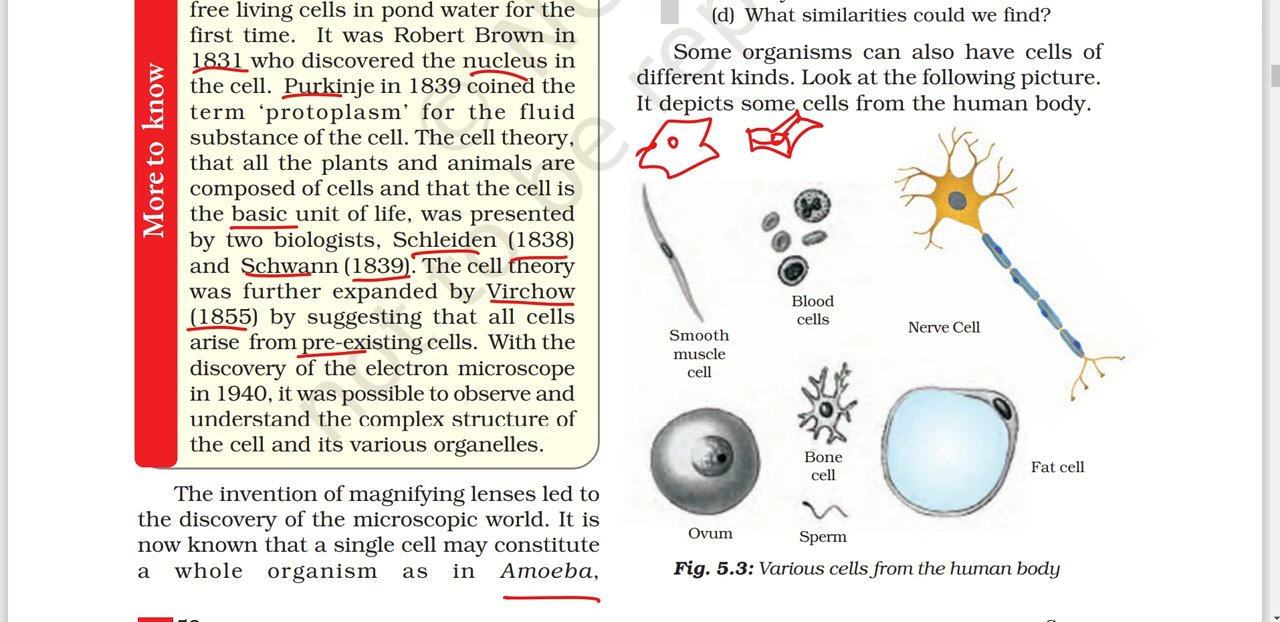 free living cells in pond water for the
first time. It was Robert Brown in
1831 who discovered the nucleus in
the cell. Purkinje in 1839 coined the
term ‘protoplasm’ for the fluid
substance of the cell. The cell theory,
that all the plants and animals are
composed of cells and that the cell is
the basic unit of life, was presented
by two biologists, Schleiden (1838)
and Schwann (1839). The cell theory
was further expanded by Virchow
(1855) by suggesting that all cells
arise from pre-existing cells. With the
discovery of the electron microscope
in 1940, it was possible to observe and
understand the complex structure of
the cell and its various organelles.
More to know
The invention of magnifying lenses led to
the discovery of the microscopic world. It is
now known that a single cell may constitute
a whole organism as in Amoeba,
(d) What similarities could we find?
Some organisms can also have cells of
different kinds. Look at the following picture.
It depicts some cells from the human body.
Smooth
muscle
cell
Blood
cells
Nerve Cell
Ovum
Bone
cell
Sperm
Fat cell
Fig. 5.3: Various cells from the human body
not to be rep
© N